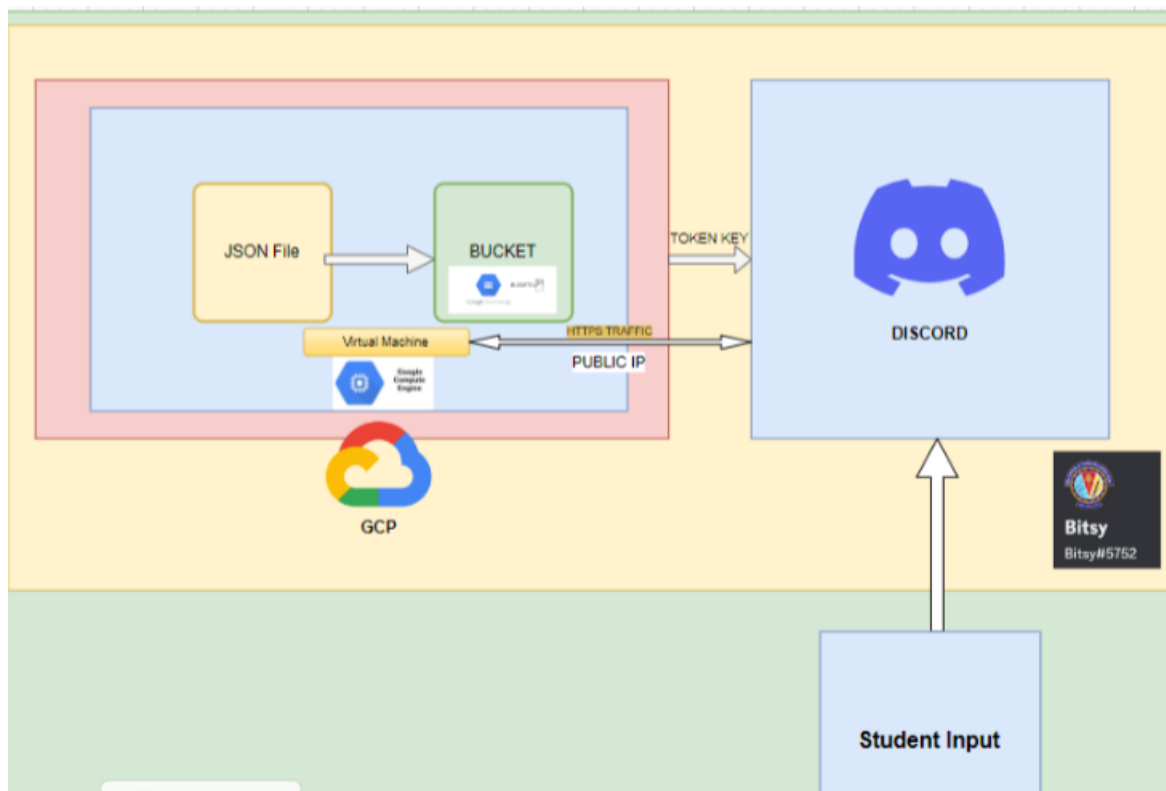 JSON File
BUCKET
TOKEN KEY
HTTPS TRAFFIC
PUBLIC IP
Virtual Machine
Google
Compute
Engine
DISCORD
GCP
Bitsy
Bitsy#5752
Student Input